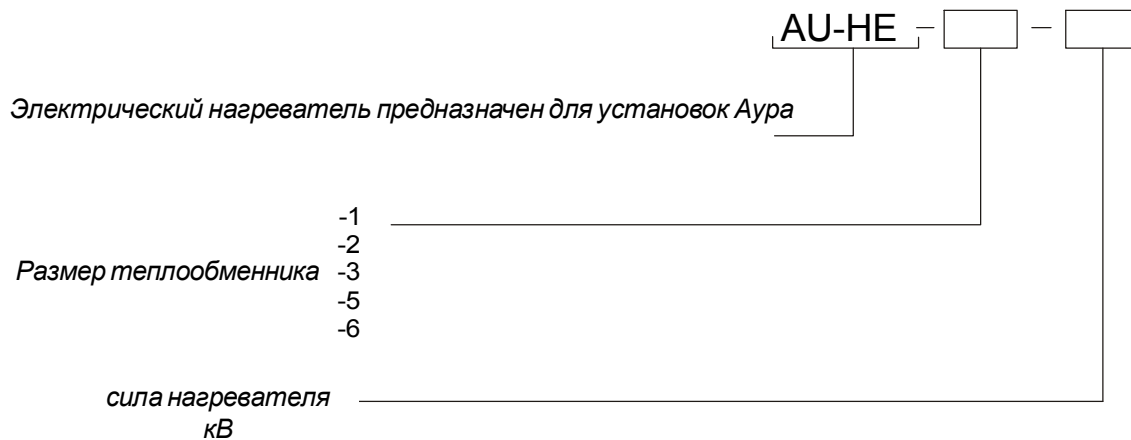 AU-HE – –
Электрический нагреватель предназначен для установок Аура
-1
-2
Размер теплообменника -3
-5
-6
сила нагревателя
кВ